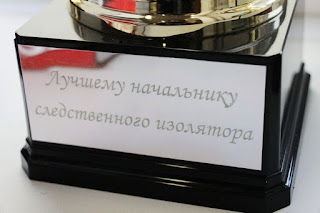 Лучшему начальнику
следственного изолятора